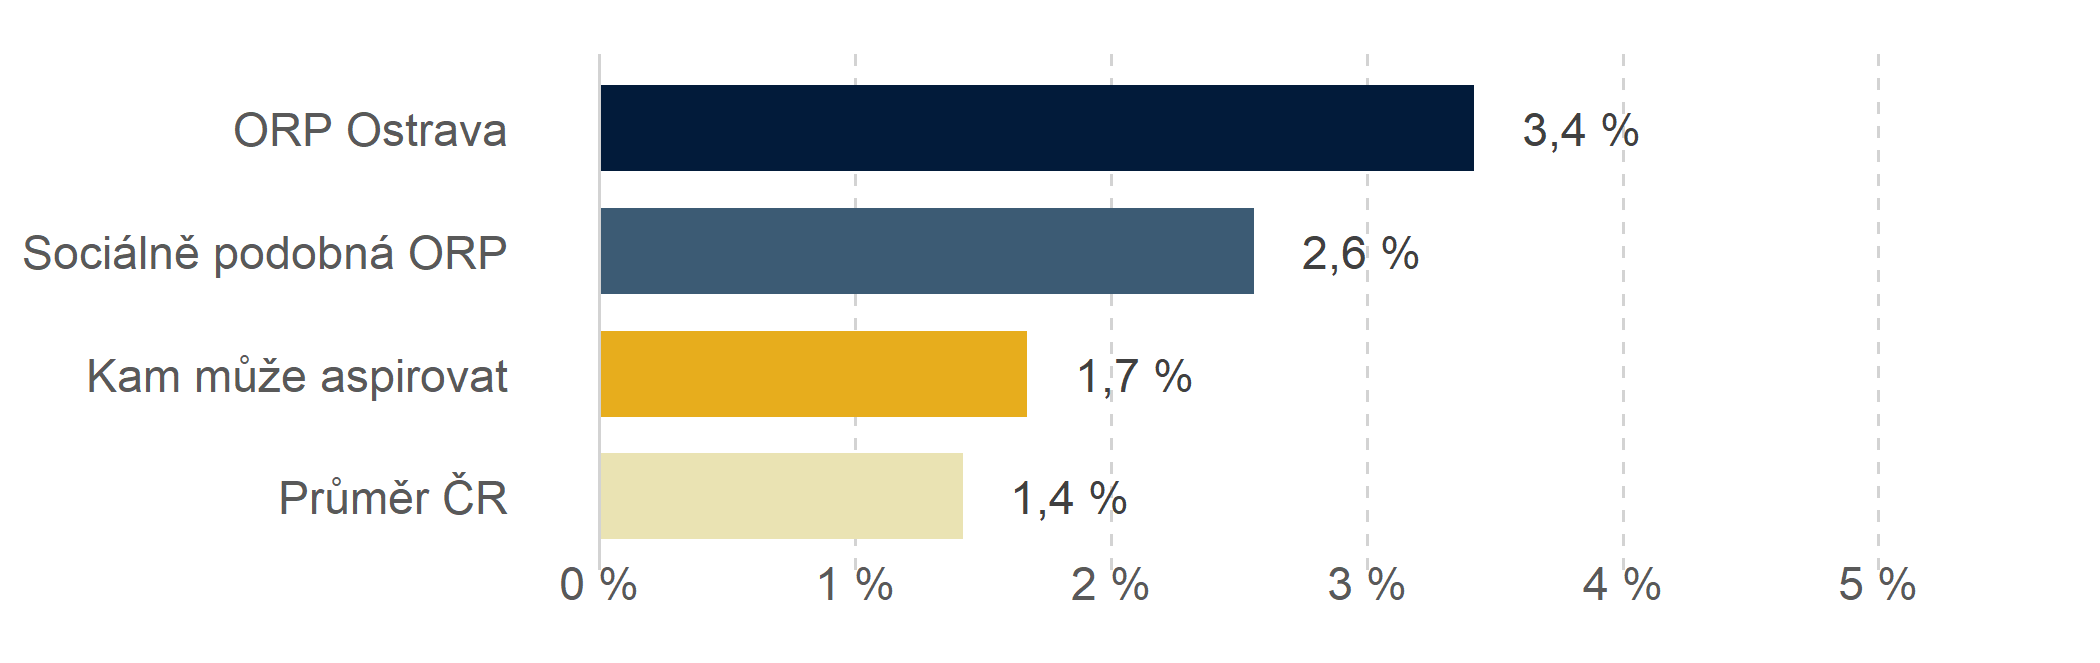 ORP Ostrava 3,4 %
Sociálně podobná ORP 2,6 %
Kam může aspirovat 1,7 %
Průměr ČR 1,4 %
0 % 1 % 2 % 3 % 4 % 5 %